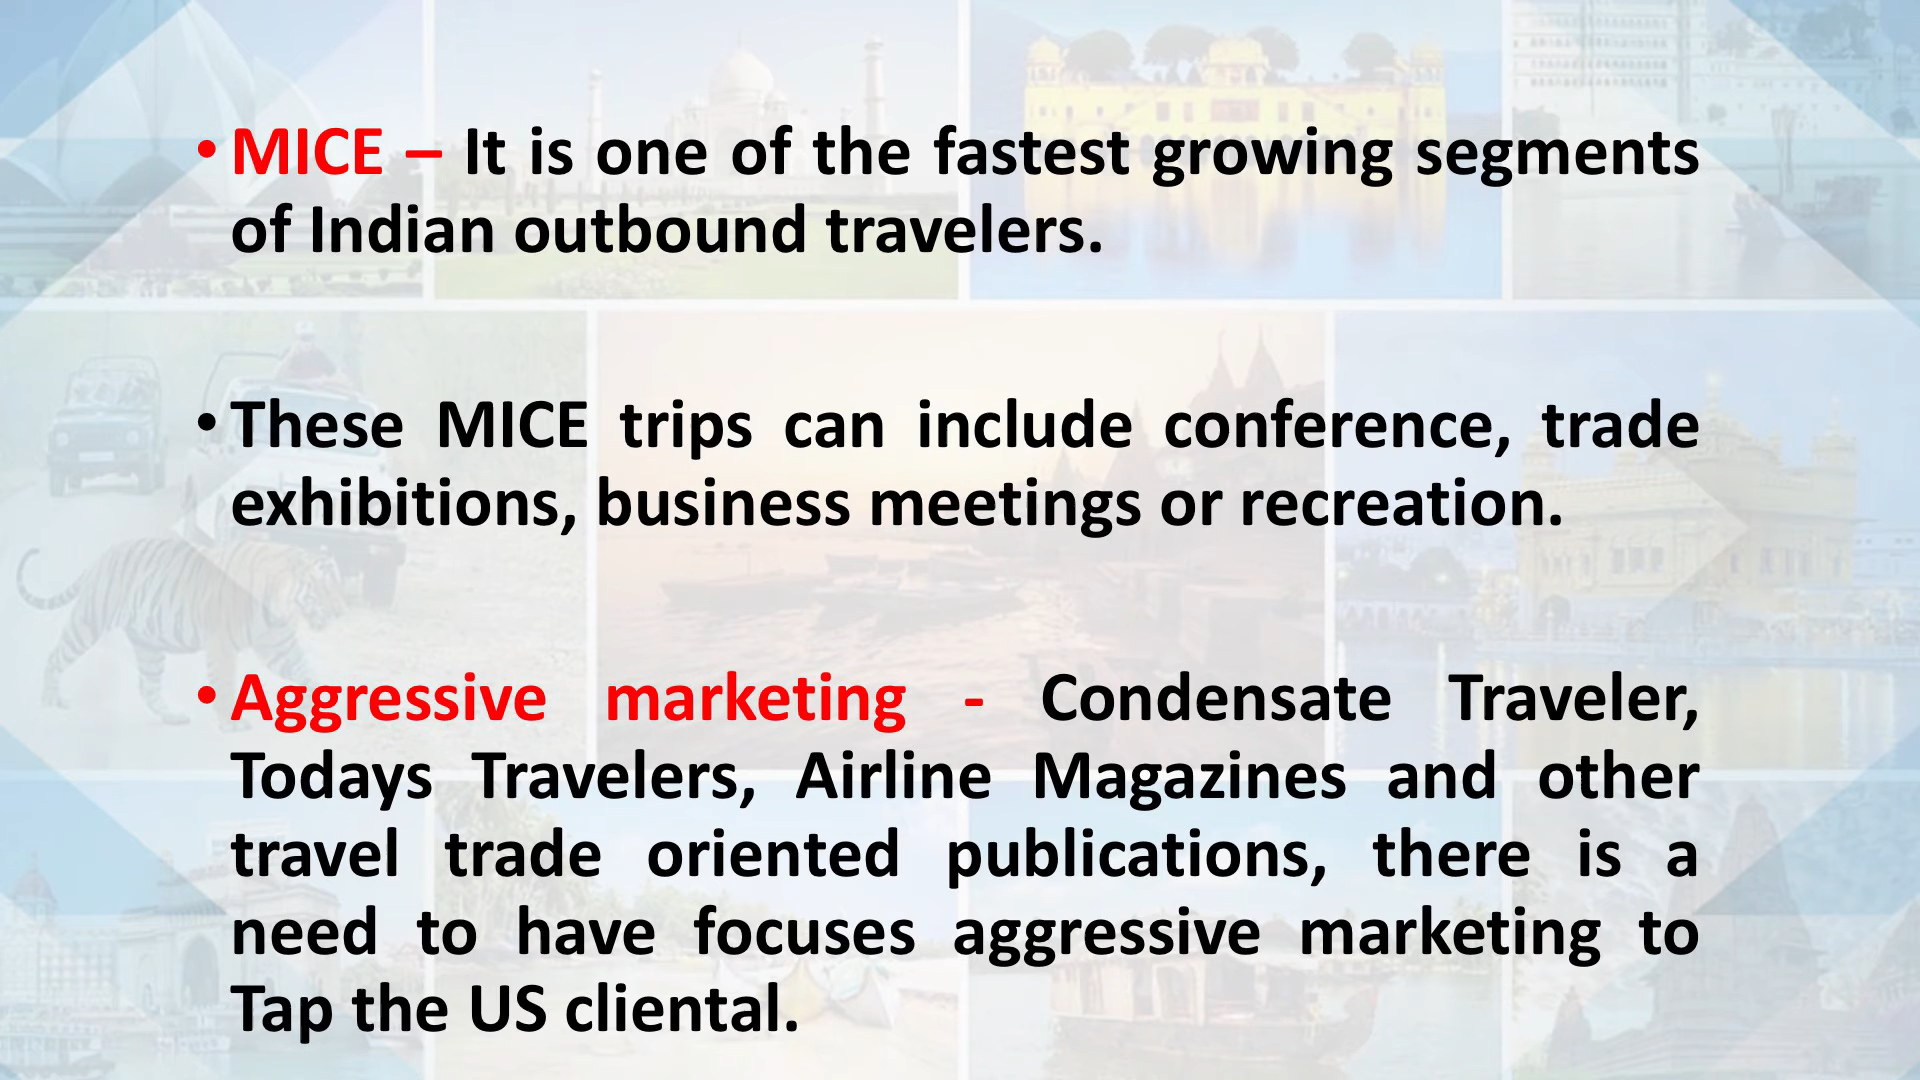 • MICE – It is one of the fastest growing segments
of Indian outbound travelers.
• These MICE trips can include conference, trade
exhibitions, business meetings or recreation.
• Aggressive marketing - Condensate Traveler,
Todays Travelers, Airline Magazines and other
travel trade oriented publications, there is a
need to have focuses aggressive marketing to
Tap the US cliental.